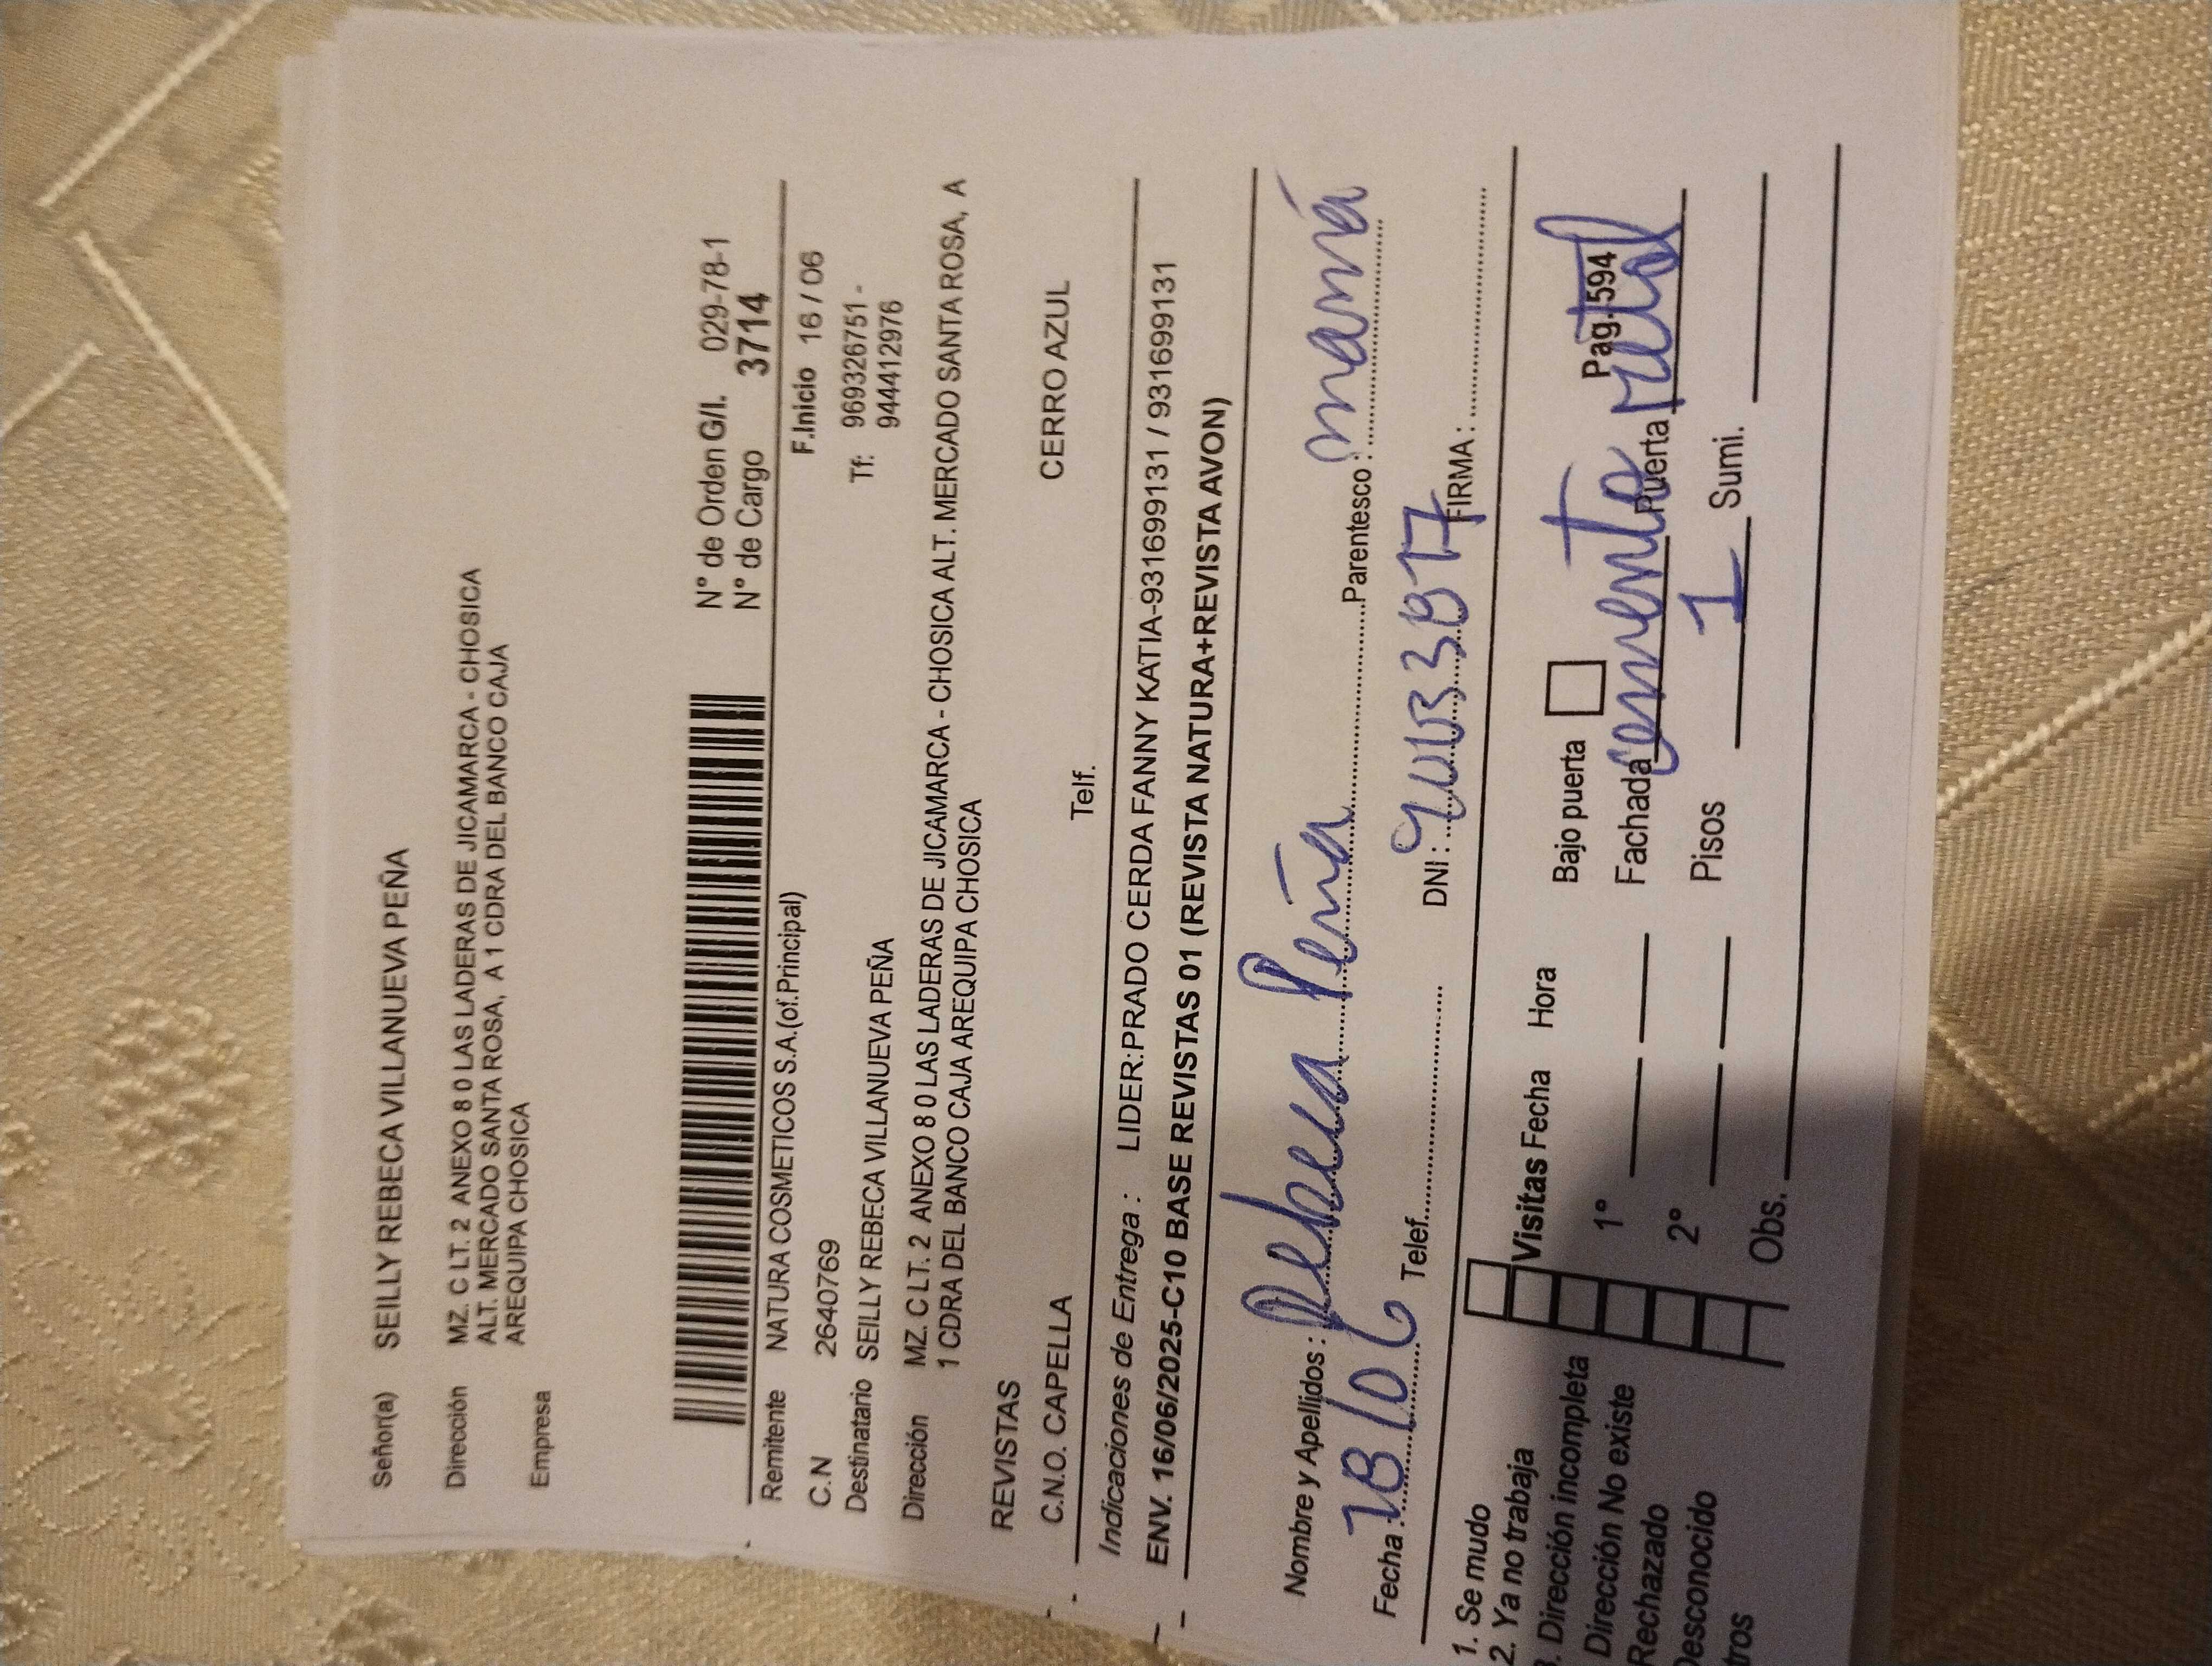 Señor(a) SEILLY REBECA VILLANUEVA PEÑA
Dirección MZ. C LT. 2 ANEXO 8 0 LAS LADERAS DE JICAMARCA - CHOSICA
ALT. MERCADO SANTA ROSA, A 1 CDRA DEL BANCO CAJA
AREQUIPA CHOSICA
Empresa
N° de Orden G/I. 029-78-1
N° de Cargo 3714
Remitente NATURA COSMETICOS S.A.(of.Principal) F.Inicio 16 / 06
C.N 26407​69 Tf: 969326751 -
944412976
Destinatario SEILLY REBECA VILLANUEVA PEÑA
Dirección MZ. C LT. 2 ANEXO 8 0 LAS LADERAS DE JICAMARCA - CHOSICA ALT. MERCADO SANTA ROSA, A
1 CDRA DEL BANCO CAJA AREQUIPA CHOSICA
REVISTAS
C.N.O. CAPELLA Telf. CERRO AZUL
Indicaciones de Entrega : LIDER:PRADO CERDA FANNY KATIA-931699131 / 931699131
ENV. 16/06/2025-C10 BASE REVISTAS 01 (REVISTA NATURA+REVISTA AVON)
Nombre y Apellidos : Rebeca Peña Parentesco : mamá
Fecha : Telef. DNI : FIRMA :
1. Se mudo
2. Ya no trabaja
3. Dirección incompleta
Dirección No existe
Rechazado
Desconocido
tros
Visitas Fecha Hora
1°
2°
Obs.
Bajo puerta Pag. 594
Fachada cemento Puerta metal
Pisos 1 Sumi.